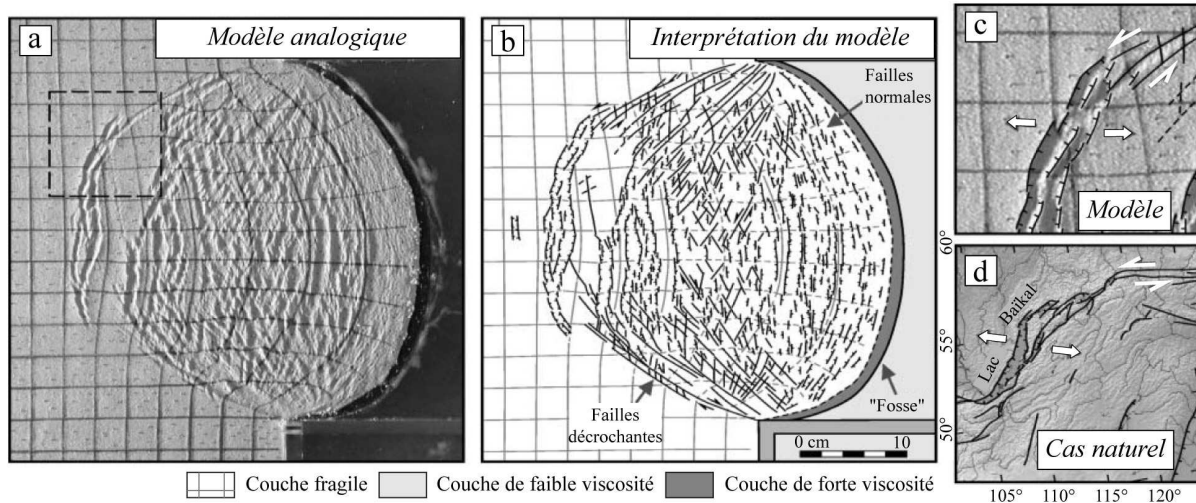 a
Modèle analogique
b
Interprétation du modèle
Failles
normales
Failles
décrochantes
"Fosse"
0 cm
10
c
Modèle
d
60°
55°
50°
Lac
Baïkal
Cas naturel
105°
110°
115°
120°
Couche fragile
Couche de faible viscosité
Couche de forte viscosité